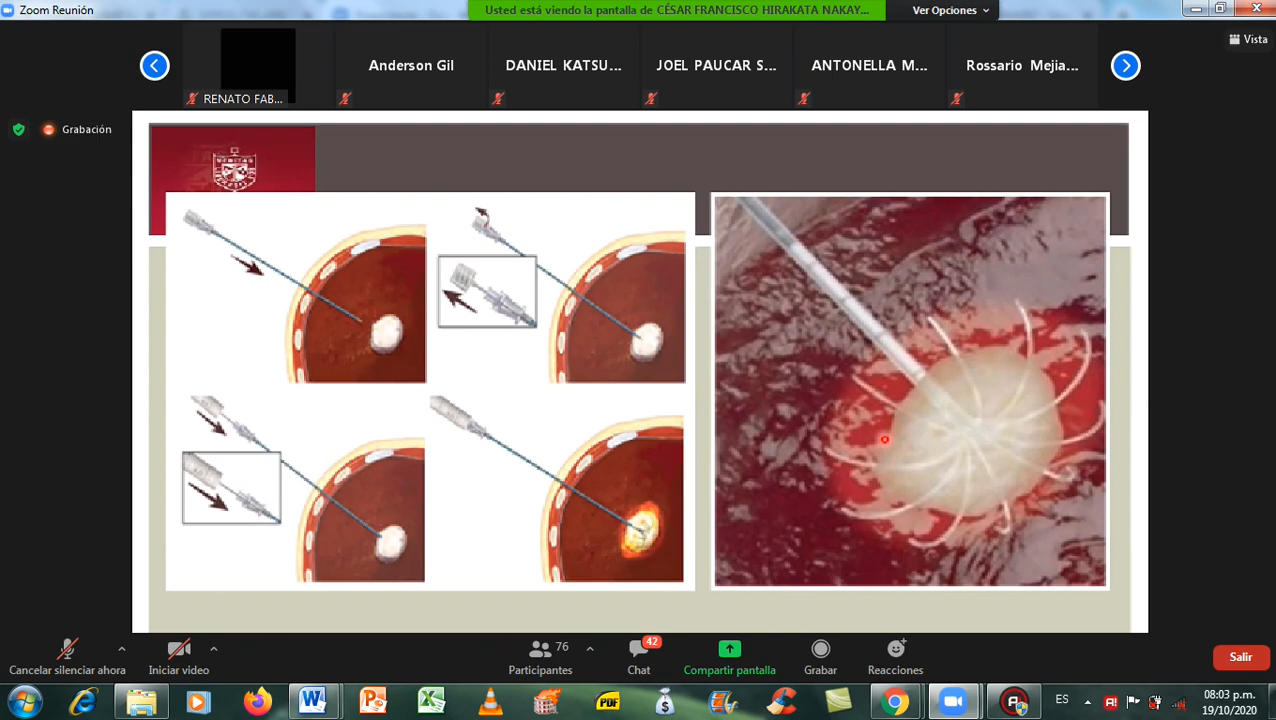 Zoom Reunión
Usted está viendo la pantalla de CÉSAR FRANCISCO HIRAKATA NAKAY...
Ver Opciones
Vista
RENATO FAB...
Anderson Gil
DANIEL KATSU...
JOEL PAUCAR S...
ANTONELLA M...
Rossario Mejia...
Grabación
Cancelar silenciar ahora
Iniciar video
76
Participantes
42
Chat
Compartir pantalla
Grabar
Reacciones
Salir
PDF
ES
08:03 p.m.
19/10/2020